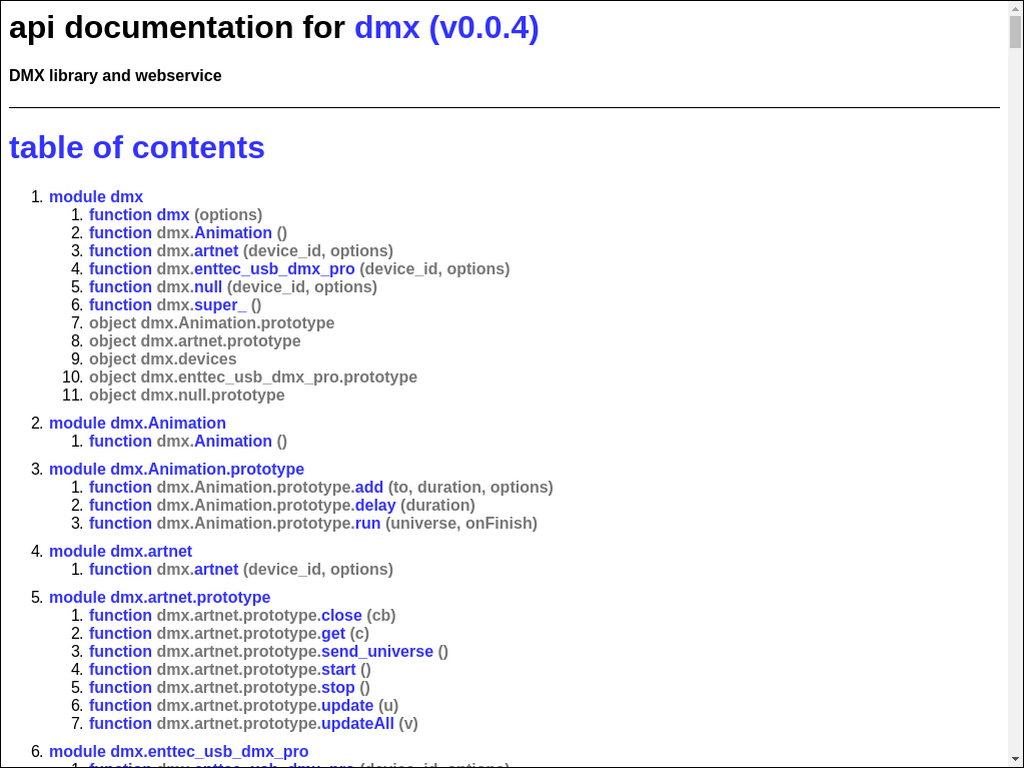 api documentation for dmx (v0.0.4)
DMX library and webservice
table of contents
1. module dmx
1. function dmx (options)
2. function dmx.Animation ()
3. function dmx.artnet (device_id, options)
4. function dmx.enttec_usb_dmx_pro (device_id, options)
5. function dmx.null (device_id, options)
6. function dmx.super_ ()
7. object dmx.Animation.prototype
8. object dmx.artnet.prototype
9. object dmx.devices
10. object dmx.enttec_usb_dmx_pro.prototype
11. object dmx.null.prototype
2. module dmx.Animation
1. function dmx.Animation ()
3. module dmx.Animation.prototype
1. function dmx.Animation.prototype.add (to, duration, options)
2. function dmx.Animation.prototype.delay (duration)
3. function dmx.Animation.prototype.run (universe, onFinish)
4. module dmx.artnet
1. function dmx.artnet (device_id, options)
5. module dmx.artnet.prototype
1. function dmx.artnet.prototype.close (cb)
2. function dmx.artnet.prototype.get (c)
3. function dmx.artnet.prototype.send_universe ()
4. function dmx.artnet.prototype.start ()
5. function dmx.artnet.prototype.stop ()
6. function dmx.artnet.prototype.update (u)
7. function dmx.artnet.prototype.updateAll (v)
6. module dmx.enttec_usb_dmx_pro
1. function dmx.enttec_usb_dmx_pro (device_id, options)